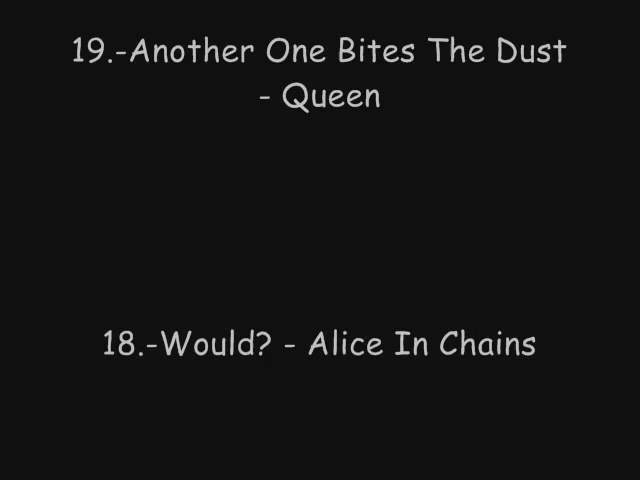 19.-Another One Bites The Dust
- Queen
18.-Would? - Alice In Chains